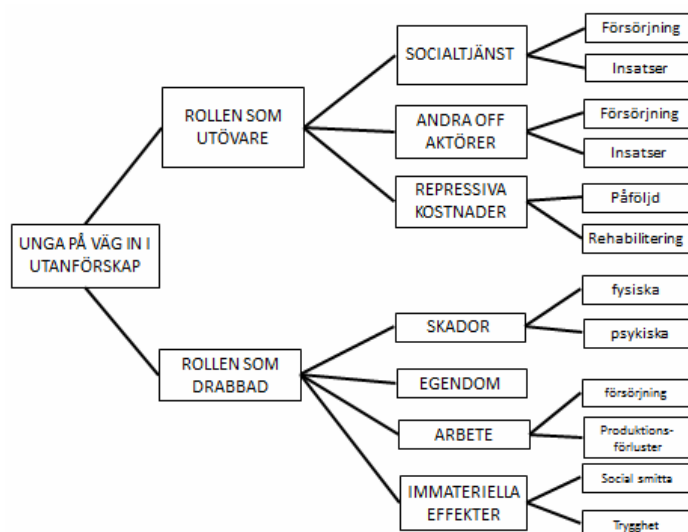 UNGA PÅ VÄG IN I
UTANFÖRSKAP
ROLLEN SOM
UTÖVARE
SOCIALTJÄNST
Försörjning
Insatser
ANDRA OFF
AKTÖRER
Försörjning
Insatser
REPRESSIVA
KOSTNADER
Påföljd
Rehabilitering
ROLLEN SOM
DRABBAD
SKADOR
fysiska
psykiska
EGENDOM
ARBETE
försörjning
Produktions-
förluster
IMMATERIELLA
EFFEKTER
Social smitta
Trygghet